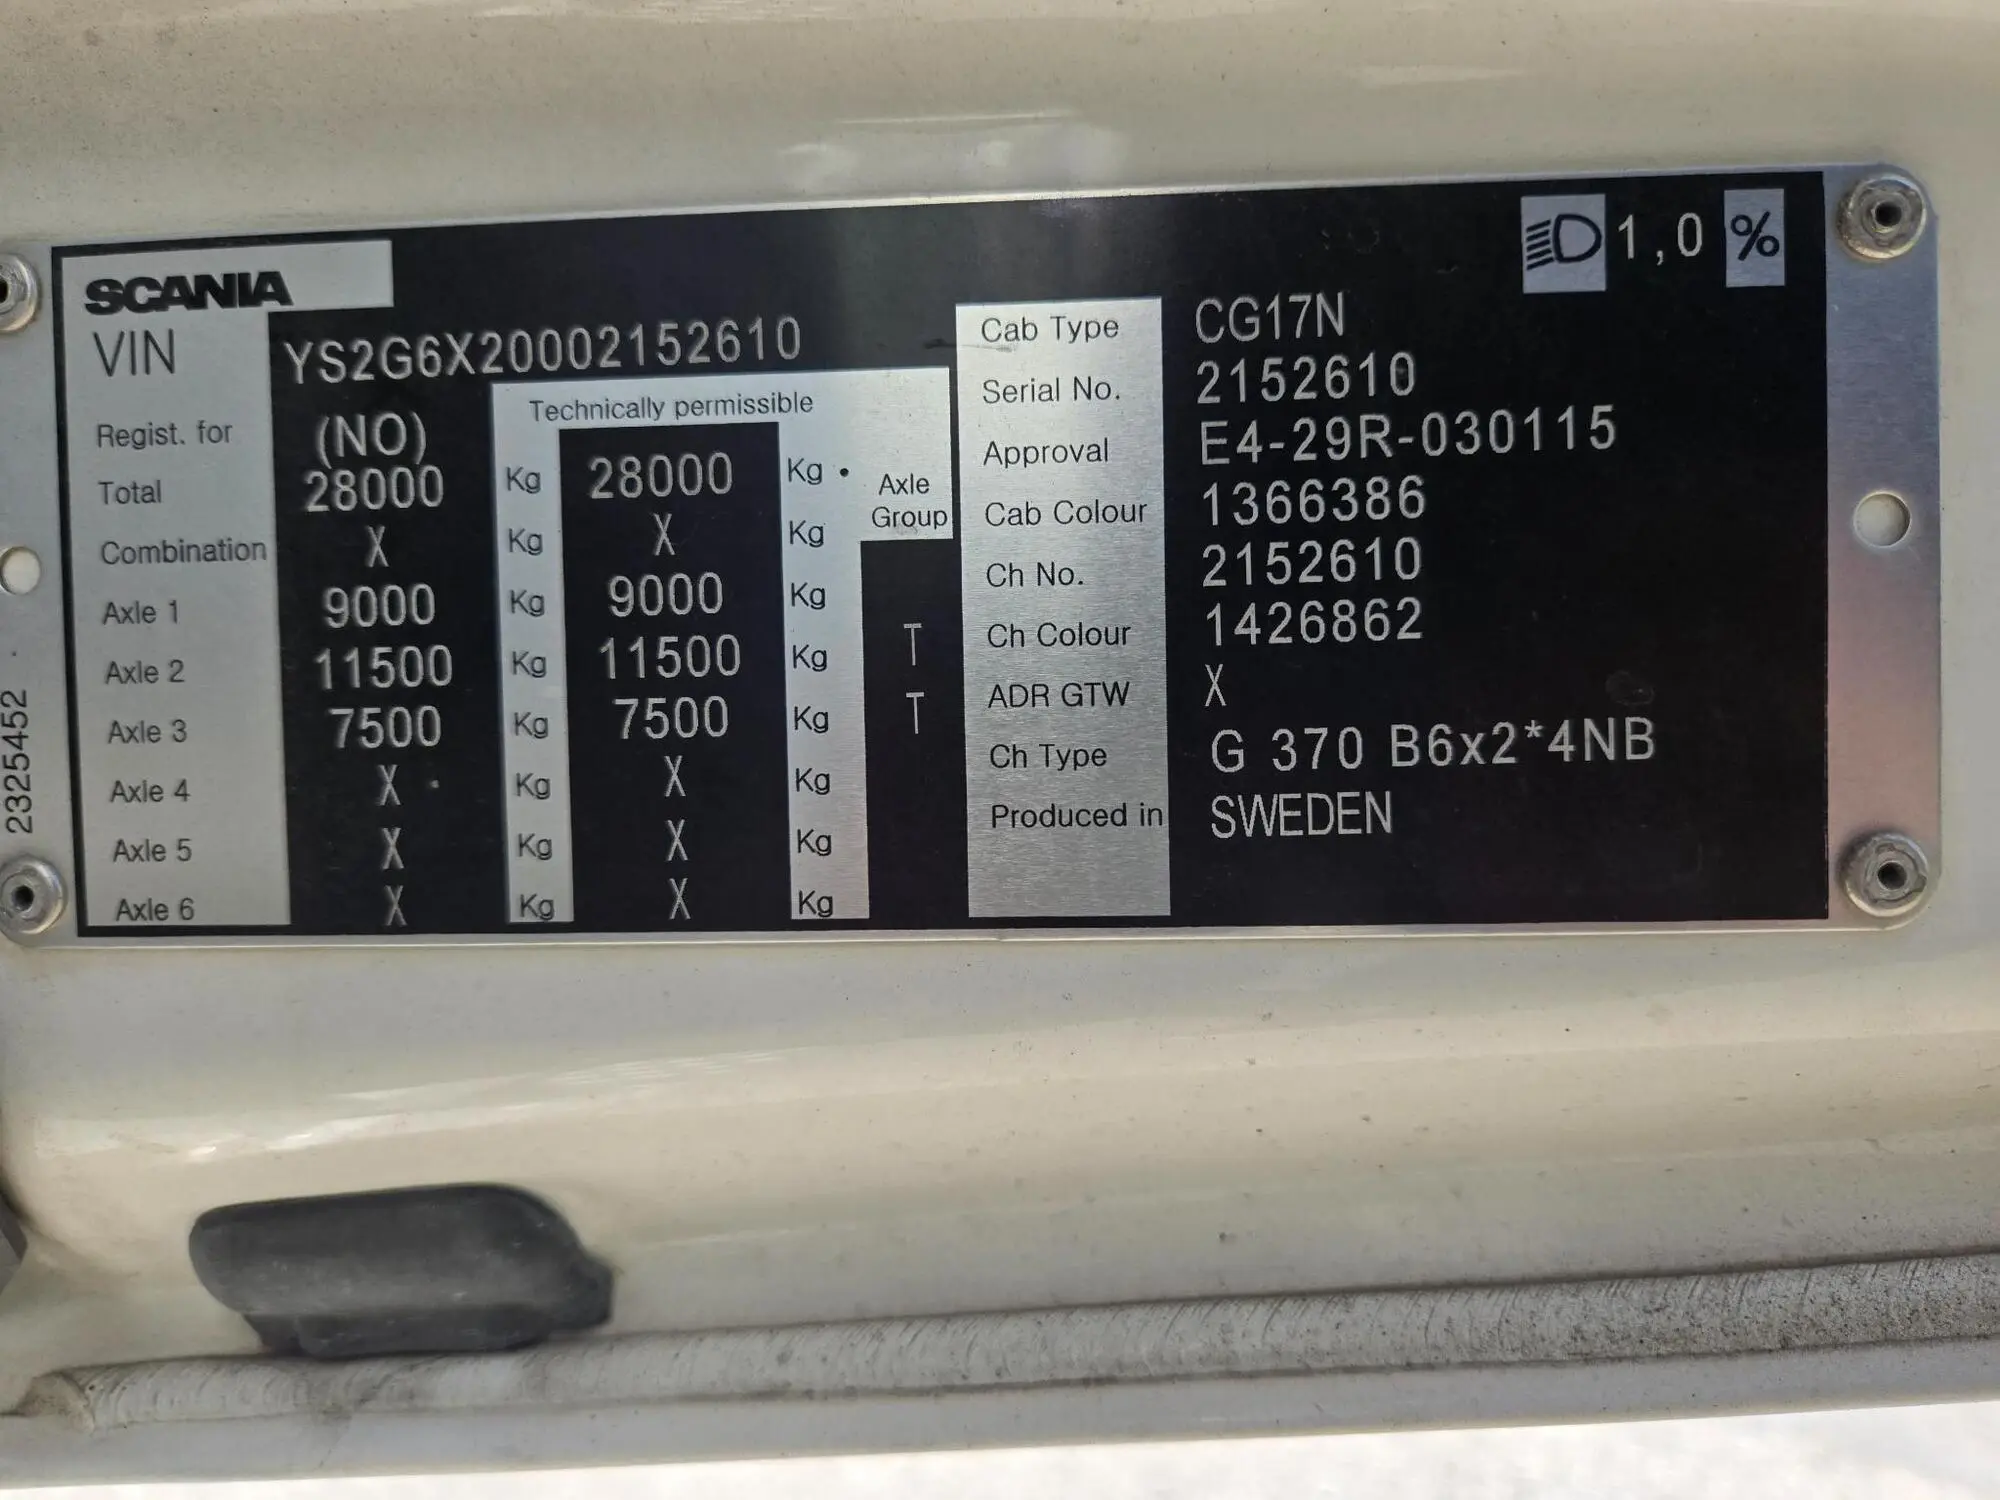 1,0 %
SCANIA
VIN YS2G6X20002152610
Technically permissible
Regist. for (NO)
Total 28000 Kg 28000 Kg
Axle Group
Combination X Kg X Kg
Axle 1 9000 Kg 9000 Kg
Axle 2 11500 Kg 11500 Kg T
Axle 3 7500 Kg 7500 Kg T
Axle 4 X Kg X Kg
Axle 5 X Kg X Kg
Axle 6 X Kg X Kg
Cab Type CG17N
Serial No. 2152610
Approval E4-29R-030115
Cab Colour 1366386
Ch No. 2152610
Ch Colour 1426862
ADR GTW X
Ch Type G 370 B6x2*4NB
Produced in SWEDEN
2325452